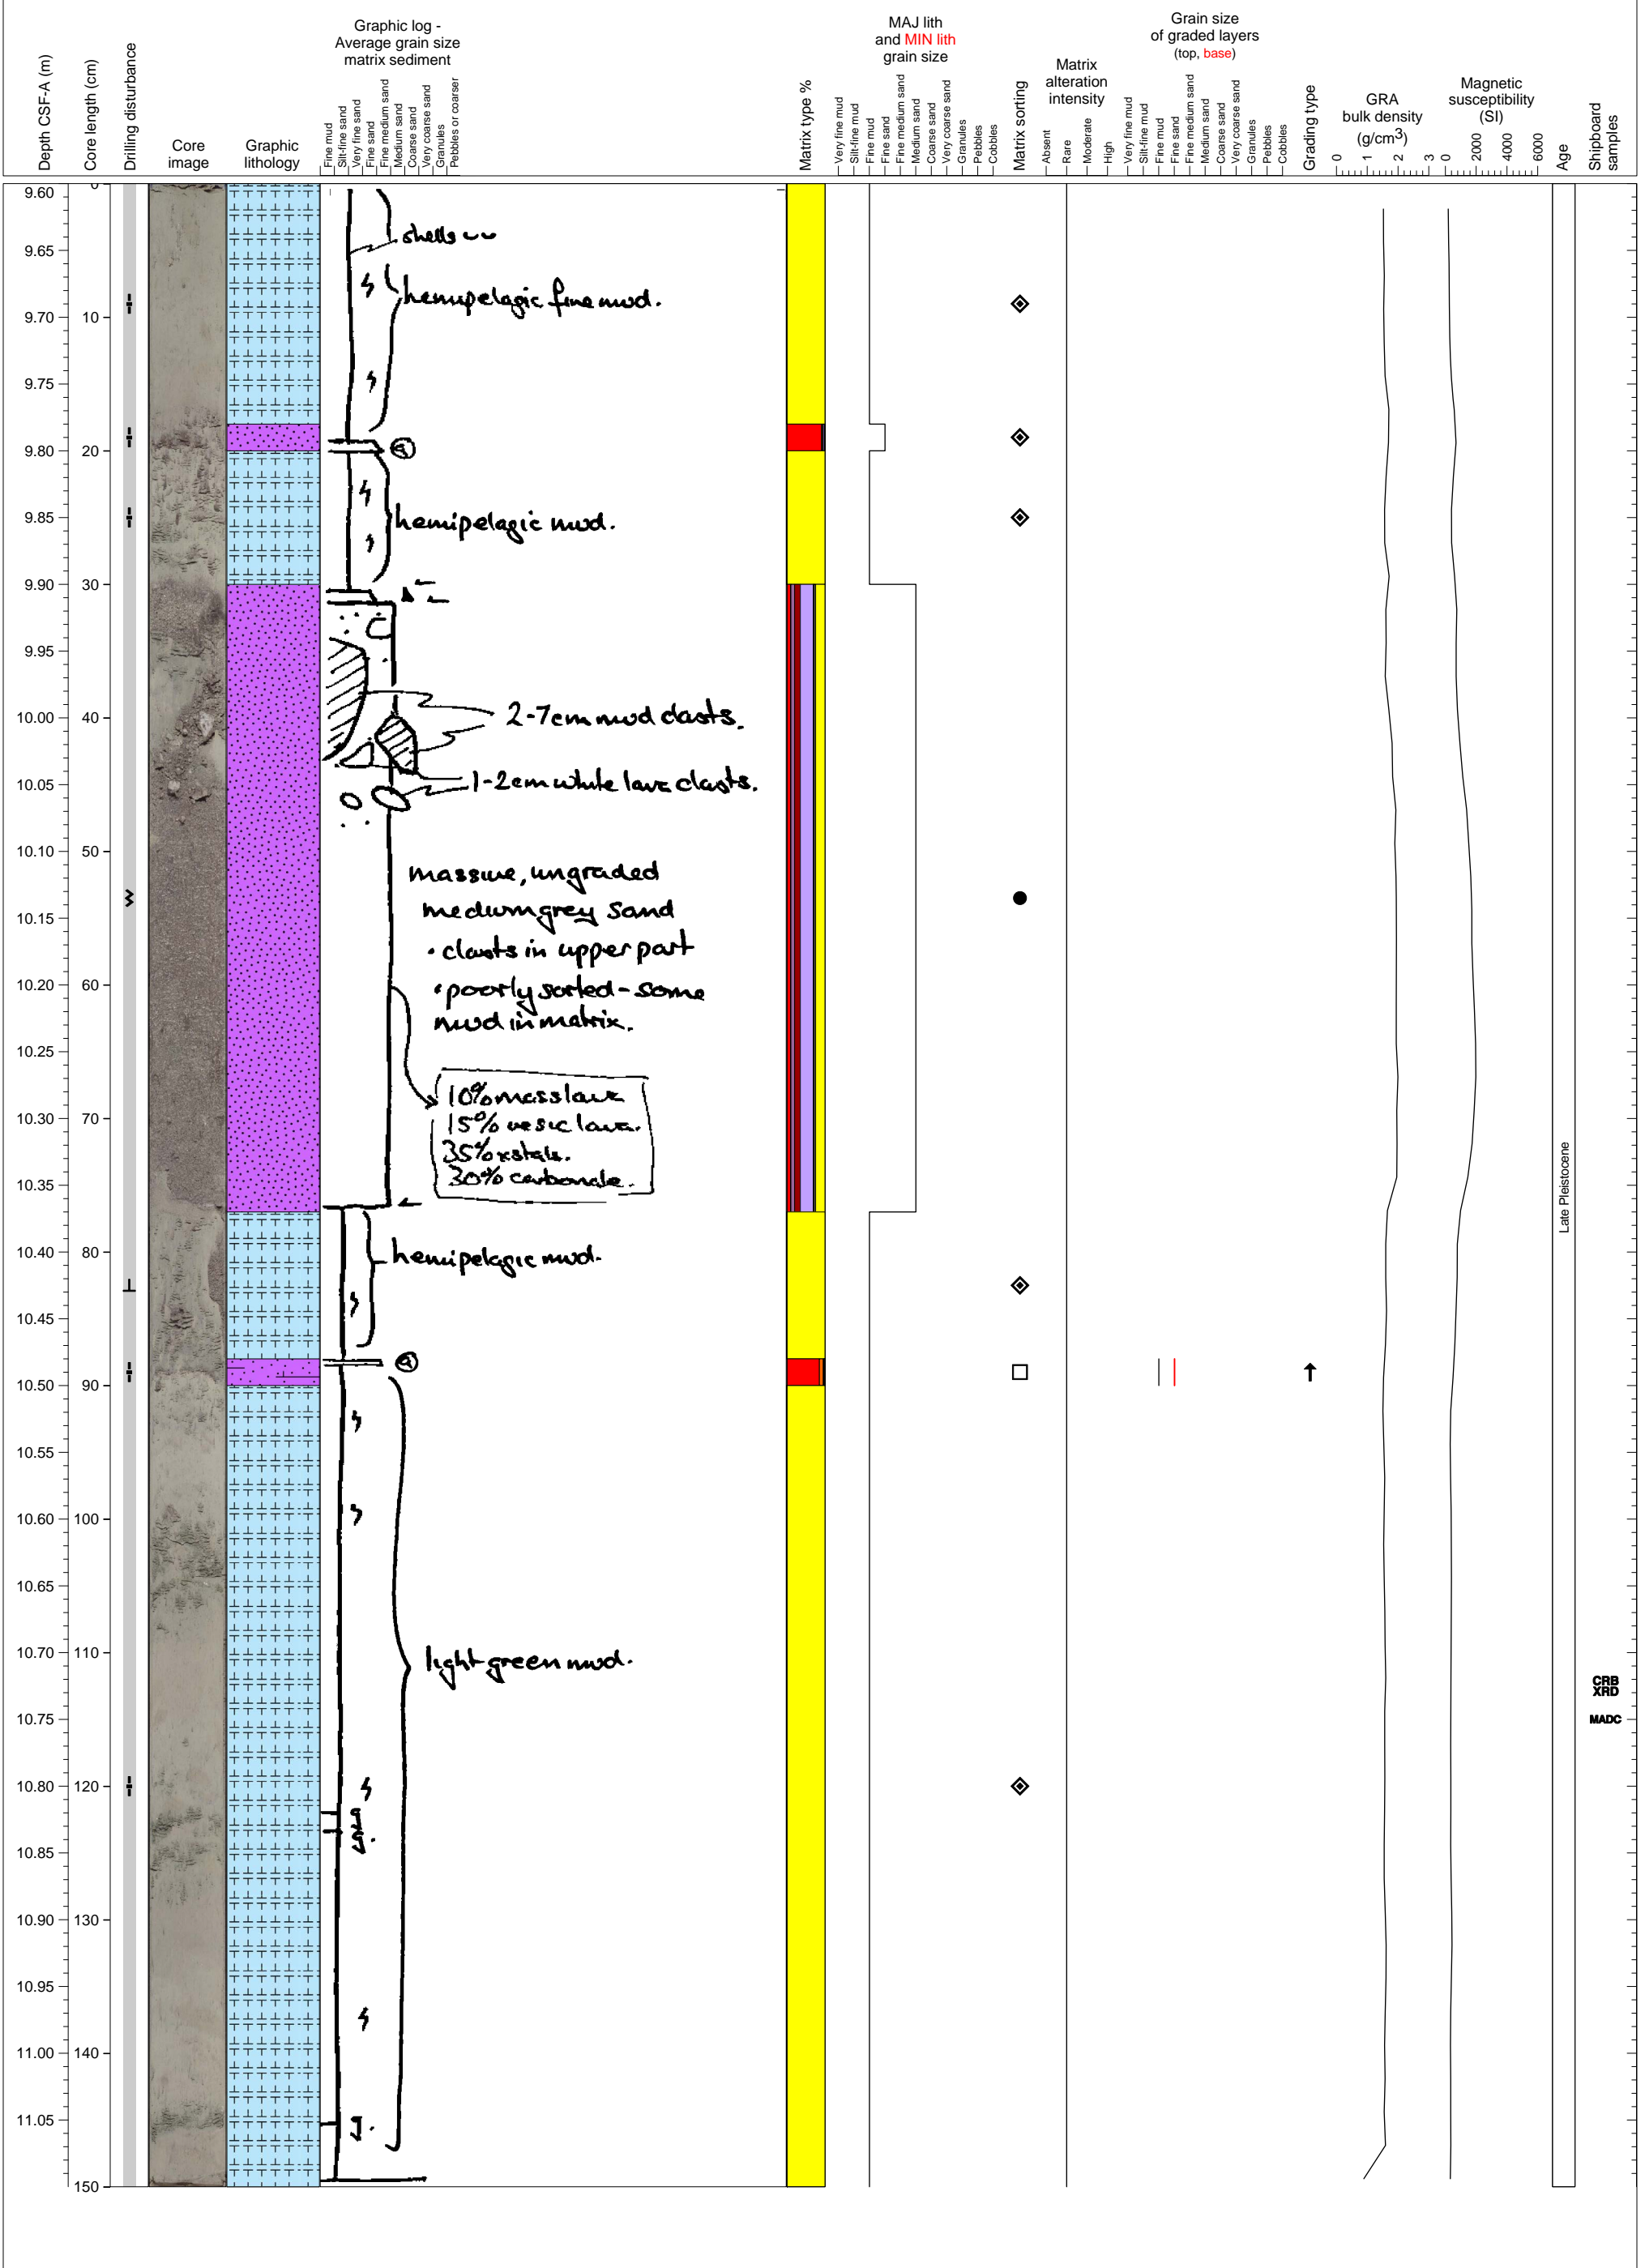 Depth CSF-A (m)
Core length (cm)
Drilling disturbance
Core
image
Graphic
lithology
Graphic log -
Average grain size
matrix sediment
Fine mud
Silt-fine sand
Very fine sand
Fine sand
Fine medium sand
Medium sand
Coarse sand
Very coarse sand
Granules
Pebbles or coarser
Matrix type %
MAJ lith
and MIN lith
grain size
Very fine mud
Silt-fine mud
Fine mud
Fine sand
Fine medium sand
Medium sand
Coarse sand
Very coarse sand
Granules
Pebbles
Cobbles
Matrix sorting
Matrix
alteration
intensity
Absent
Rare
Moderate
High
Grain size
of graded layers
(top, base)
Very fine mud
Silt-fine mud
Fine mud
Fine sand
Fine medium sand
Medium sand
Coarse sand
Very coarse sand
Granules
Pebbles
Cobbles
Grading type
GRA
bulk density
(g/cm3)
0 1 2 3
Magnetic
susceptibility
(SI)
0 2000 4000 6000
Age
Shipboard
samples
9.60 0
shells
9.65
hemipelagic fine mud.
9.70 10
9.75
9.80 20
a
9.85
hemipelagic mud.
9.90 30
9.95
10.00 40
2-7cm mud clasts.
10.05
1-2cm white lava clasts.
10.10 50
massive, ungraded
medium grey sand
10.15
• clasts in upper part
10.20 60
• poorly sorted - some
mud in matrix.
10.25
10% mass lava
10.30 70
15% vesic lava.
35% xstals.
30% carbonate.
10.35
Late Pleistocene
10.40 80
hemipelagic mud.
10.45
a
10.50 90
10.55
10.60 100
10.65
10.70 110
light green mud.
CRB
XRD
10.75
MADC
10.80 120
10.85
10.90 130
10.95
11.00 140
11.05
150